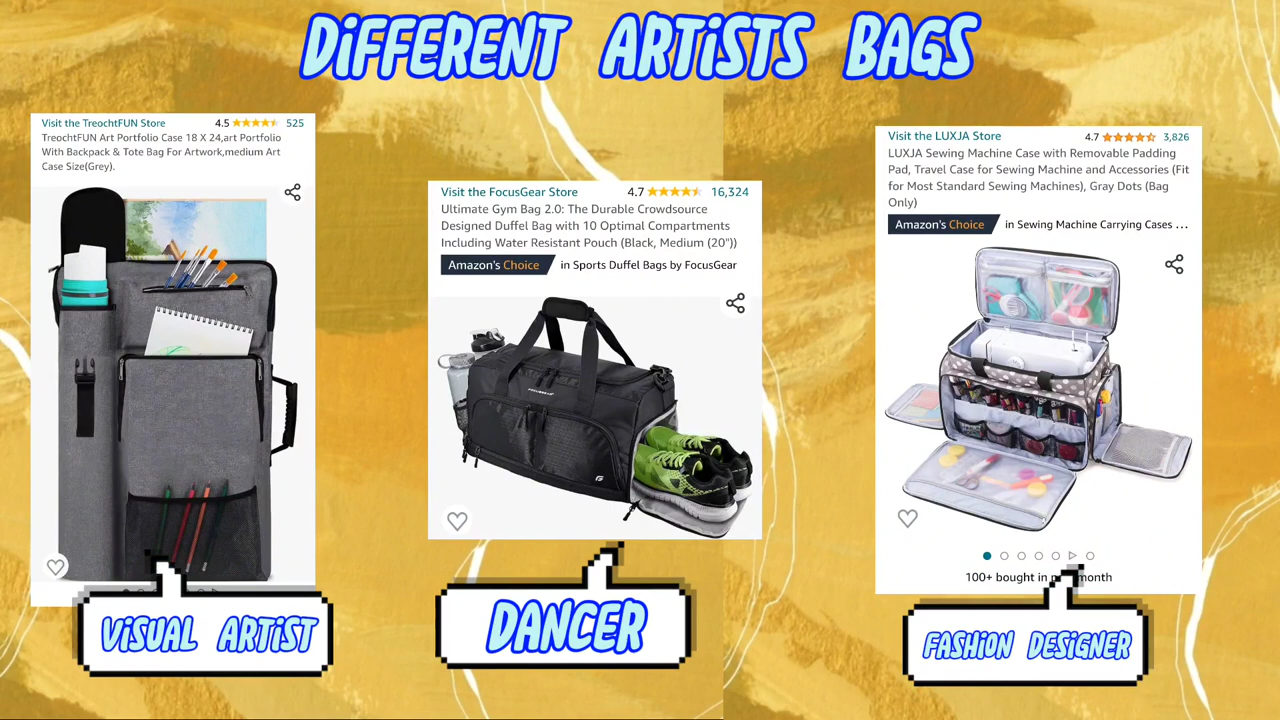 DIFFERENT ARTISTS BAGS
Visit the TreochtFUN Store 4.5 525
TreochtFUN Art Portfolio Case 18 X 24,art Portfolio
With Backpack & Tote Bag For Artwork,medium Art
Case Size(Grey).
VISUAL ARTIST
Visit the FocusGear Store 4.7 16,324
Ultimate Gym Bag 2.0: The Durable Crowdsource
Designed Duffel Bag with 10 Optimal Compartments
Including Water Resistant Pouch (Black, Medium (20"))
Amazon's Choice in Sports Duffel Bags by FocusGear
DANCER
Visit the LUXJA Store 4.7 3,826
LUXJA Sewing Machine Case with Removable Padding
Pad, Travel Case for Sewing Machine and Accessories (Fit
for Most Standard Sewing Machines), Gray Dots (Bag
Only)
Amazon's Choice in Sewing Machine Carrying Cases ...
100+ bought in month
FASHION DESIGNER